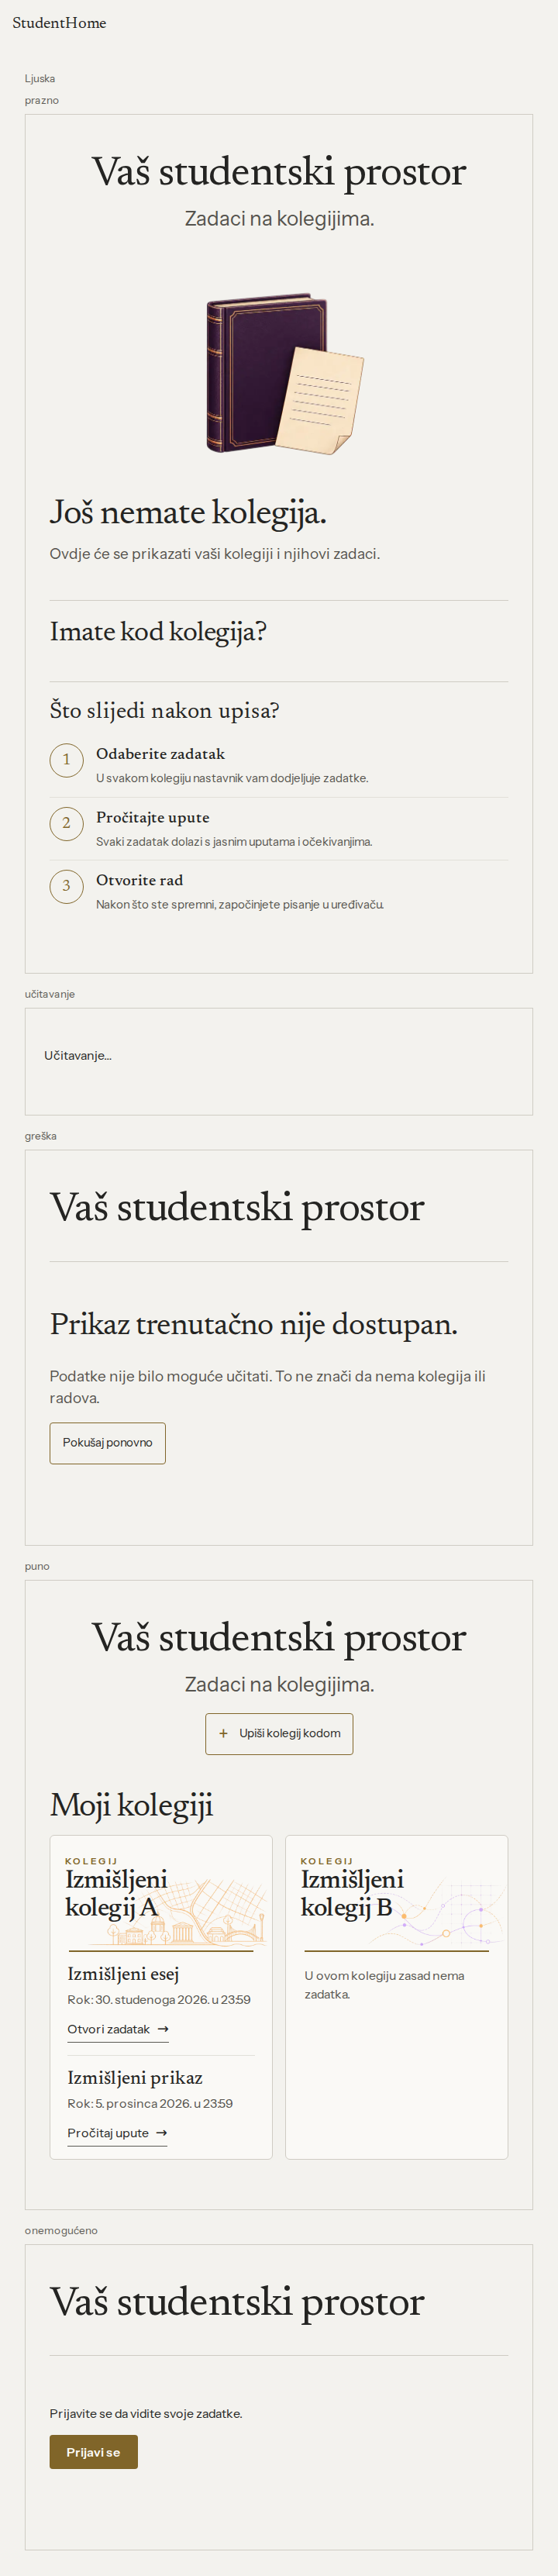 StudentHome
Ljuska
prazno
Vaš studentski prostor
Zadaci na kolegijima.
Još nemate kolegija.
Ovdje će se prikazati vaši kolegiji i njihovi zadaci.
Imate kod kolegija?
Što slijedi nakon upisa?
1
Odaberite zadatak
U svakom kolegiju nastavnik vam dodjeljuje zadatke.
2
Pročitajte upute
Svaki zadatak dolazi s jasnim uputama i očekivanjima.
3
Otvorite rad
Nakon što ste spremni, započinjete pisanje u uređivaču.
učitavanje
Učitavanje…
greška
Vaš studentski prostor
Prikaz trenutačno nije dostupan.
Podatke nije bilo moguće učitati. To ne znači da nema kolegija ili
radova.
Pokušaj ponovno
puno
Vaš studentski prostor
Zadaci na kolegijima.
+ Upiši kolegij kodom
Moji kolegiji
KOLEGIJ
Izmišljeni
kolegij A
Izmišljeni esej
Rok: 30. studenoga 2026. u 23:59
Otvori zadatak →
Izmišljeni prikaz
Rok: 5. prosinca 2026. u 23:59
Pročitaj upute →
KOLEGIJ
Izmišljeni
kolegij B
U ovom kolegiju zasad nema
zadatka.
onemogućeno
Vaš studentski prostor
Prijavite se da vidite svoje zadatke.
Prijavi se